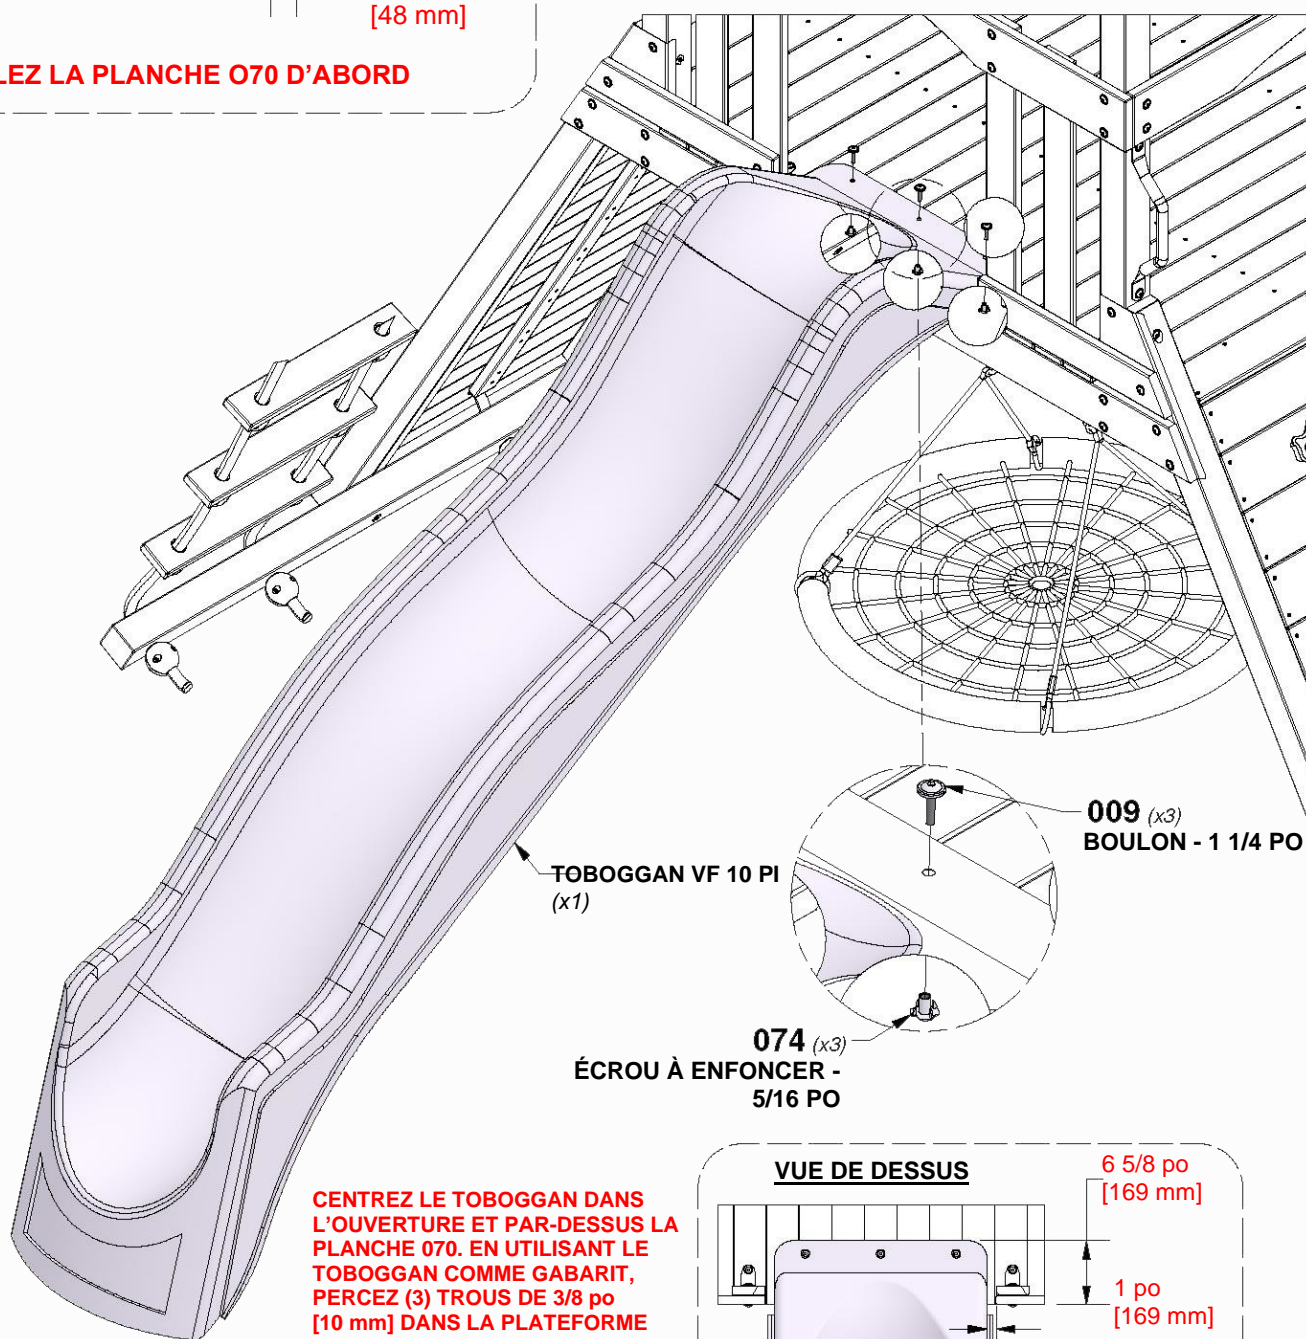 [48 mm]
LEZ LA PLANCHE O70 D'ABORD
009 (x3)
BOULON - 1 1/4 PO
TOBOGGAN VF 10 PI
(x1)
074 (x3)
ÉCROU À ENFONCER -
5/16 PO
CENTREZ LE TOBOGGAN DANS
L'OUVERTURE ET PAR-DESSUS LA
PLANCHE 070. EN UTILISANT LE
TOBOGGAN COMME GABARIT,
PERCEZ (3) TROUS DE 3/8 po
[10 mm] DANS LA PLATEFORME
VUE DE DESSUS
6 5/8 po
[169 mm]
1 po
[169 mm]